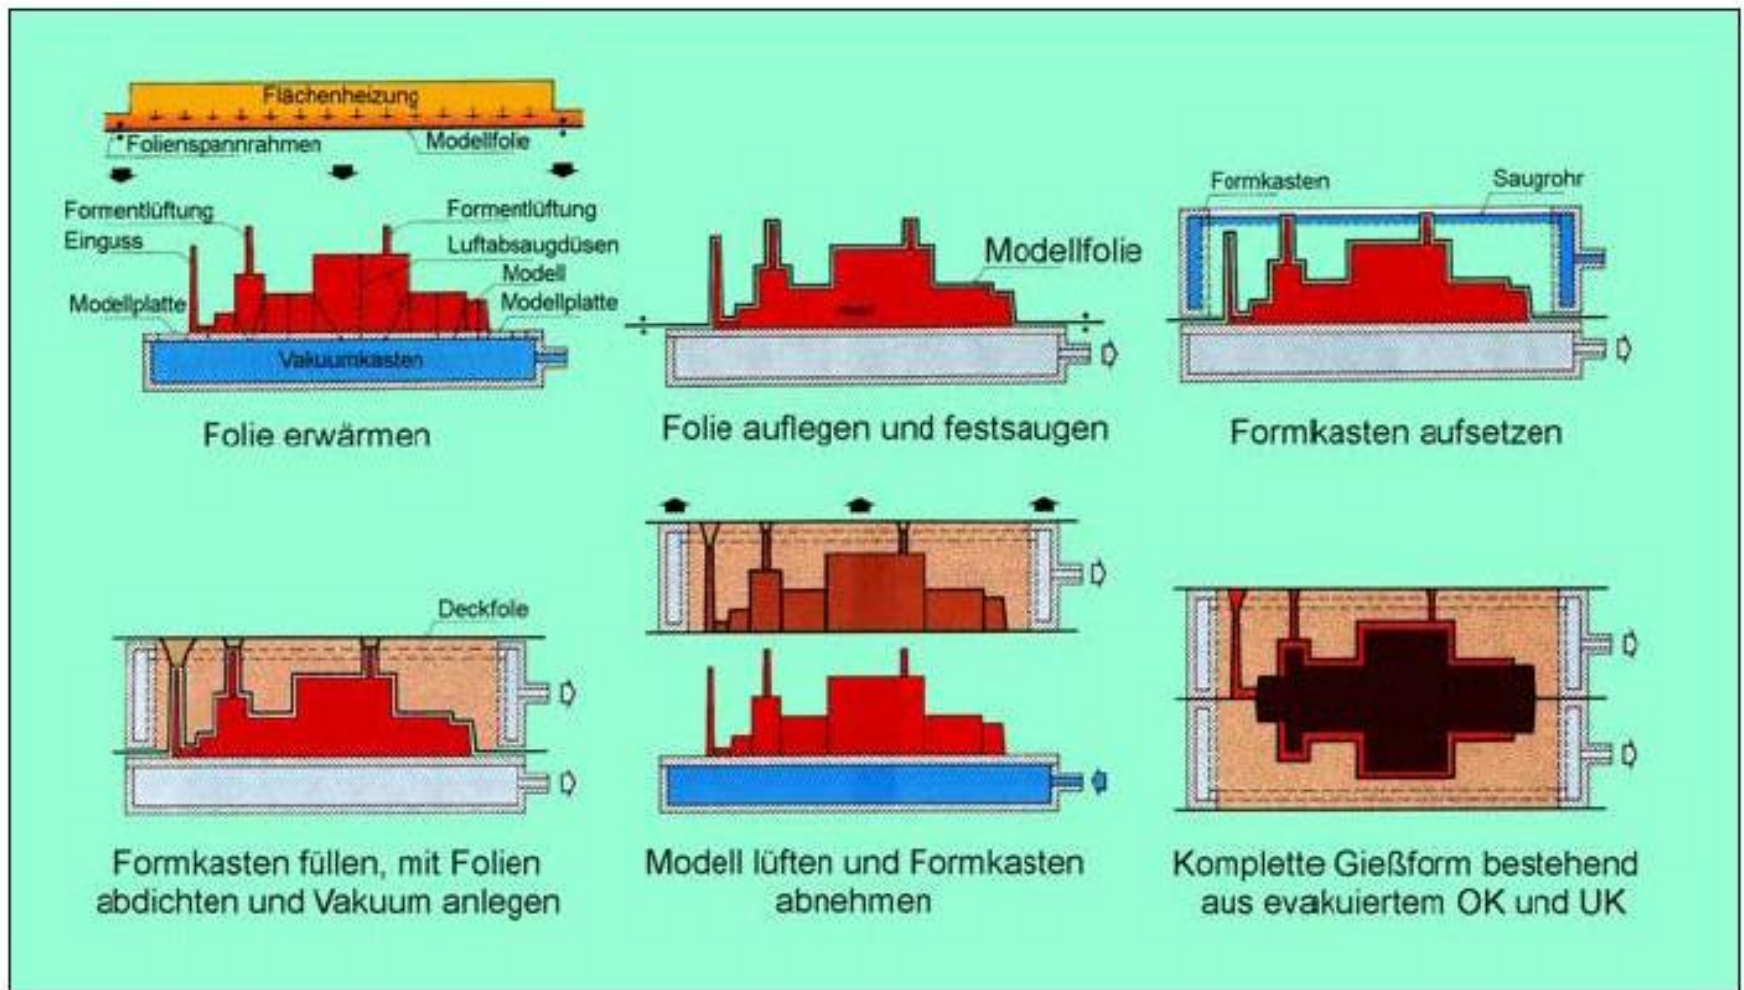 Flächenheizung
Folienspannrahmen
Modellfolie
Formentlüftung
Formentlüftung
Einguss
Luftabsaugdüsen
Modell
Modellplatte
Modellplatte
Vakuumkasten
Folie erwärmen
Modellfolie
Folie auflegen und festsaugen
Formkasten
Saugrohr
Formkasten aufsetzen
Deckfolie
Formkasten füllen, mit Folien
abdichten und Vakuum anlegen
Modell lüften und Formkasten
abnehmen
Komplette Gießform bestehend
aus evakuiertem OK und UK